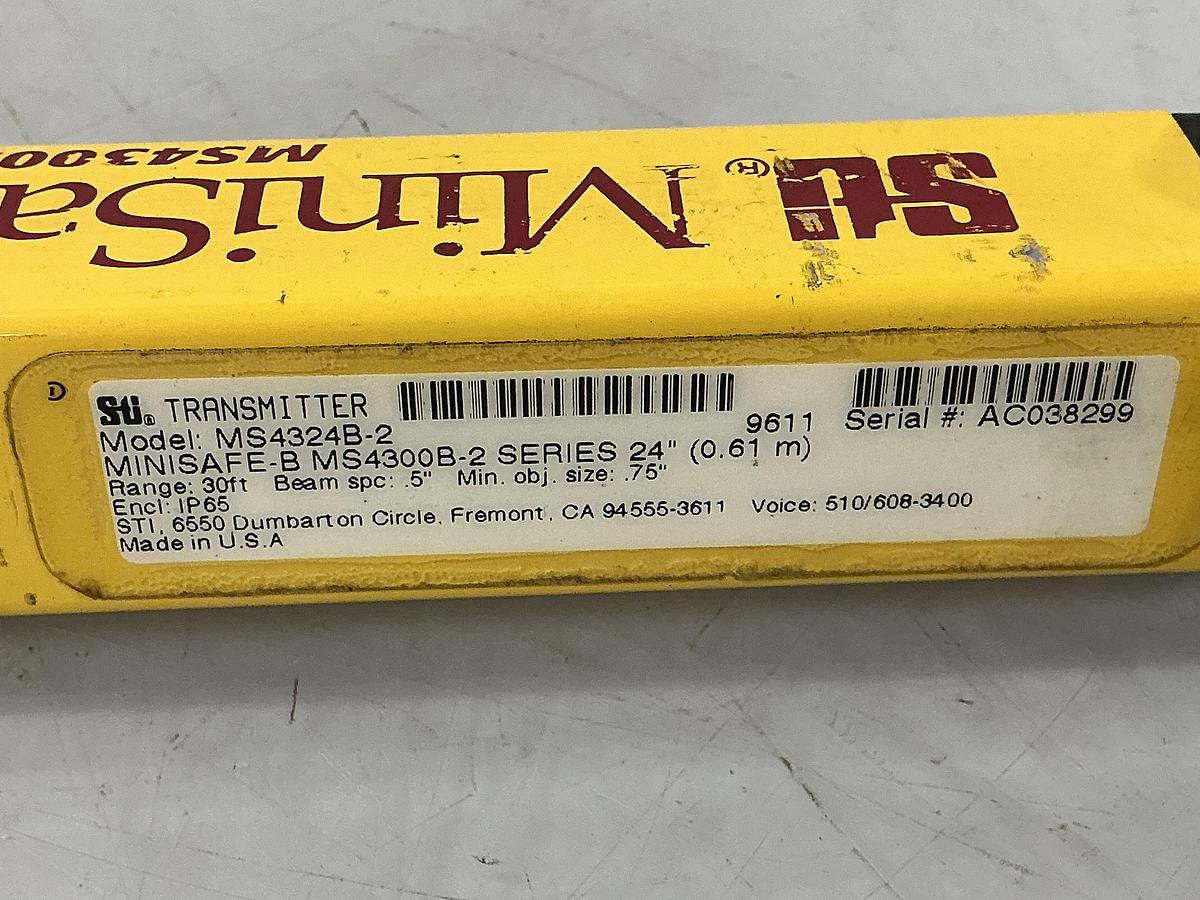 MS4300
MiniSa
Sti ®
D
Sti® TRANSMITTER
Model: MS4324B-2
9611 Serial #: AC038299
MINISAFE-B MS4300B-2 SERIES 24" (0.61 m)
Range: 30ft Beam spc: .5" Min. obj. size: .75"
Encl: IP65
STI, 6550 Dumbarton Circle, Fremont, CA 94555-3611 Voice: 510/608-3400
Made in U.S.A